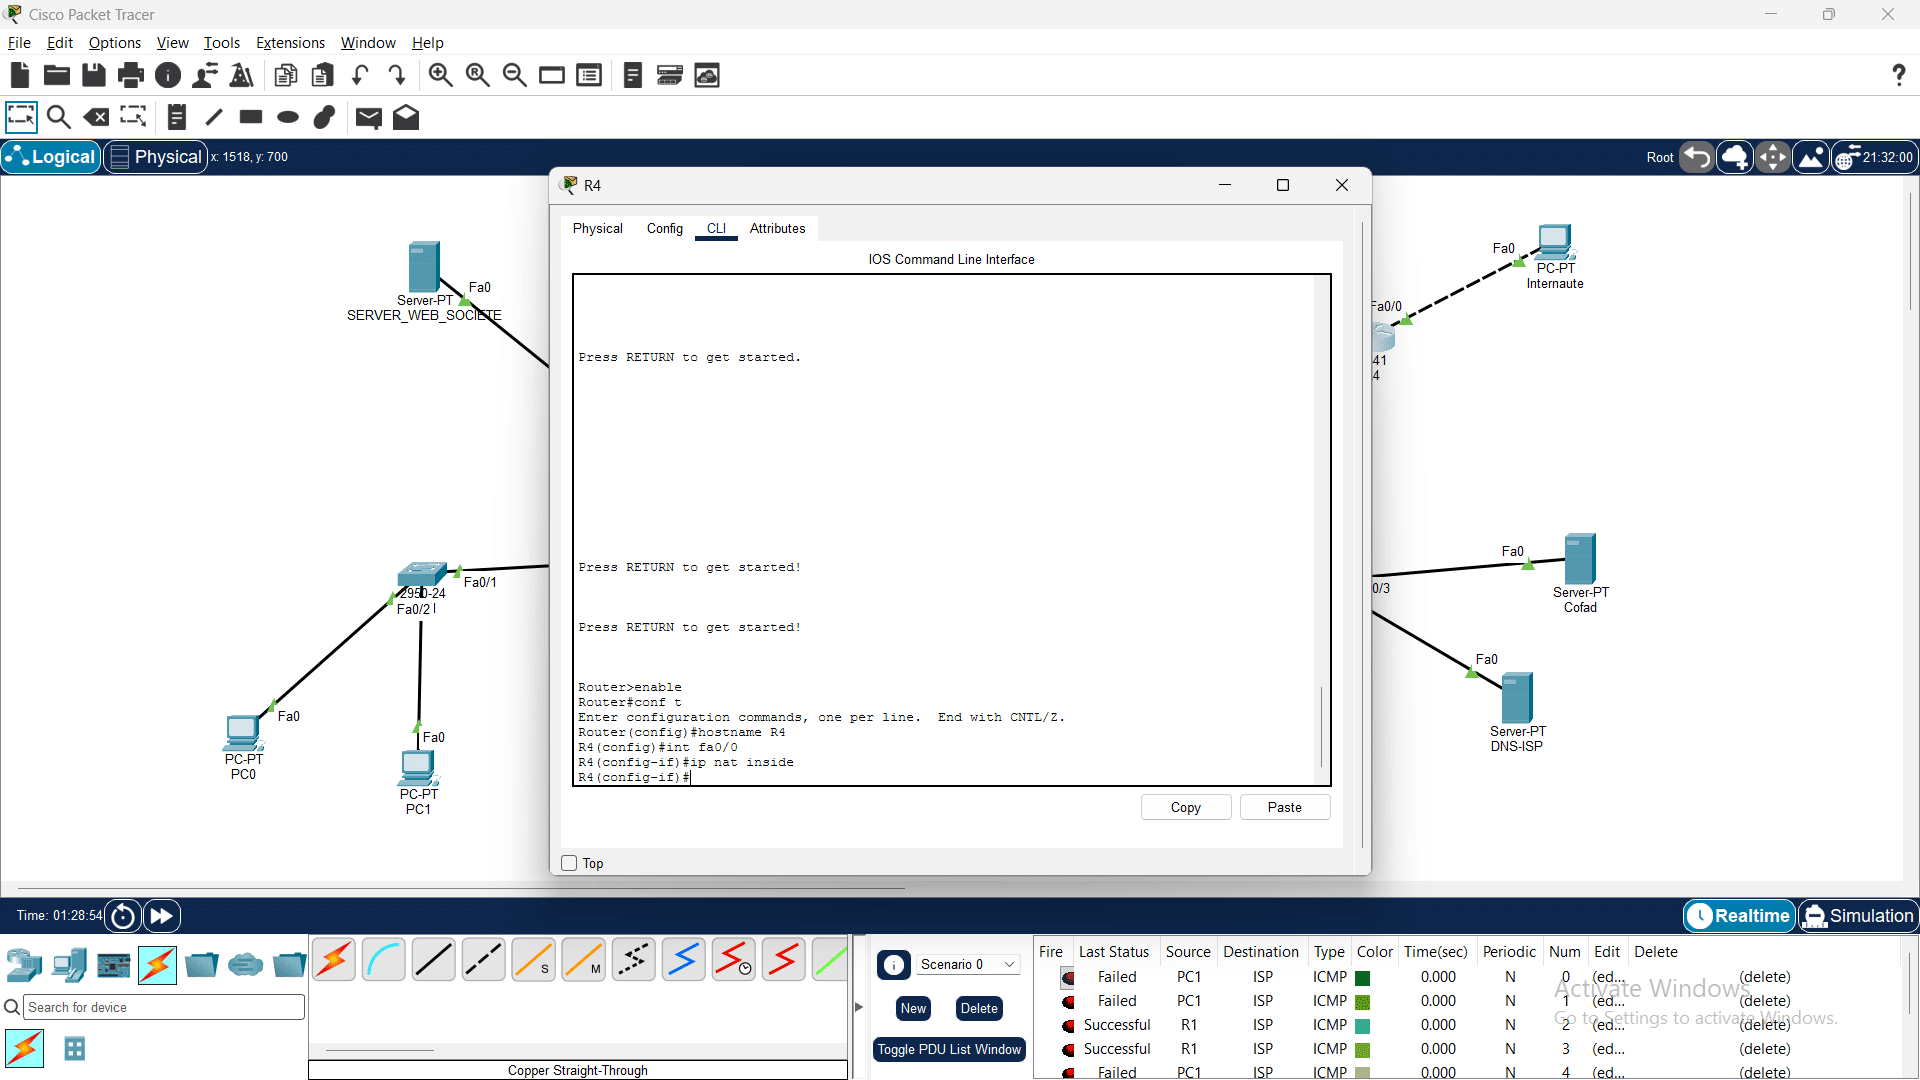 Cisco Packet Tracer
File Edit Options View Tools Extensions Window Help
Logical Physical x: 1518, y: 700 Root 21:32:00
R4
Physical Config CLI Attributes
IOS Command Line Interface
Press RETURN to get started.
Press RETURN to get started!
Press RETURN to get started!
Router>enable
Router#conf t
Enter configuration commands, one per line.  End with CNTL/Z.
Router(config)#hostname R4
R4(config)#int fa0/0
R4(config-if)#ip nat inside
R4(config-if)#
Copy Paste
Top
Fa0
Server-PT
SERVER_WEB_SOCIETE
Fa0/1
2950-24
Fa0/2
Fa0
PC-PT
PC0
Fa0
PC-PT
PC1
Fa0
PC-PT
Internaute
Fa0/0
41
4
Fa0
0/3
Server-PT
Cofad
Fa0
Server-PT
DNS-ISP
Time: 01:28:54 Realtime Simulation
S M
Search for device
Copper Straight-Through
Scenario 0
New Delete
Toggle PDU List Window
Fire Last Status Source Destination Type Color Time(sec) Periodic Num Edit Delete
Failed PC1 ISP ICMP 0.000 N 0 (ed... (delete)
Failed PC1 ISP ICMP 0.000 N 1 (ed... (delete)
Successful R1 ISP ICMP 0.000 N 2 (ed... (delete)
Successful R1 ISP ICMP 0.000 N 3 (ed... (delete)
Failed PC1 ISP ICMP 0.000 N 4 (ed... (delete)
Activate Windows
Go to Settings to activate Windows.